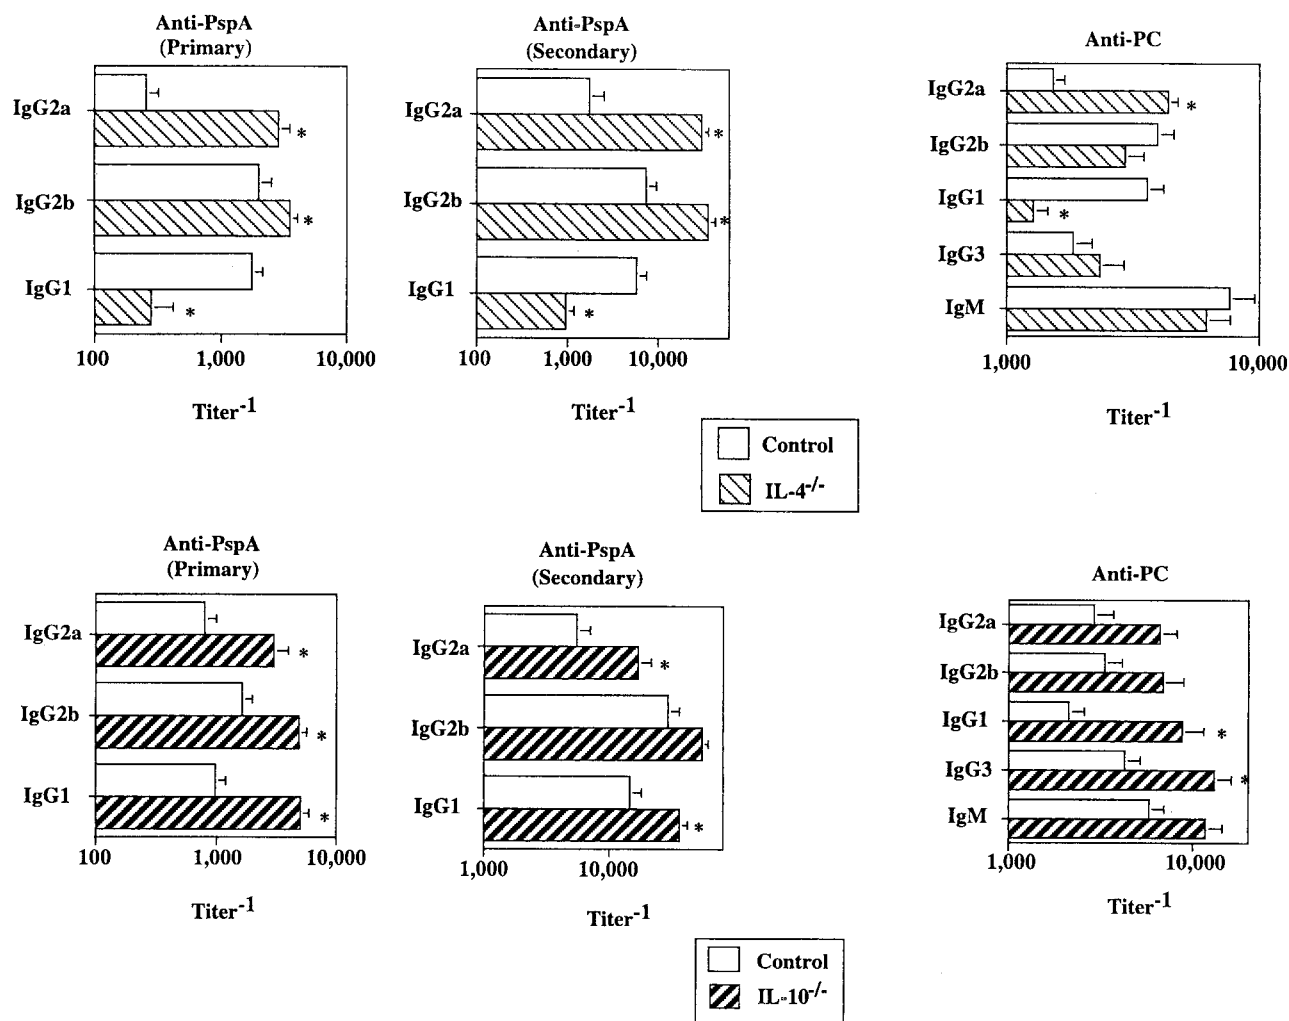 Anti-PspA
(Primary)
IgG2a
*
IgG2b
*
IgG1
*
100 1,000 10,000
Titer-1
Anti-PspA
(Secondary)
IgG2a
*
IgG2b
*
IgG1
*
100 1,000 10,000
Titer-1
Anti-PC
IgG2a
*
IgG2b
IgG1
*
IgG3
IgM
1,000 10,000
Titer-1
Control
IL-4-/-
Anti-PspA
(Primary)
IgG2a
*
IgG2b
*
IgG1
*
100 1,000 10,000
Titer-1
Anti-PspA
(Secondary)
IgG2a
*
IgG2b
IgG1
*
1,000 10,000
Titer-1
Anti-PC
IgG2a
IgG2b
IgG1
*
IgG3
*
IgM
1,000 10,000
Titer-1
Control
IL-10-/-